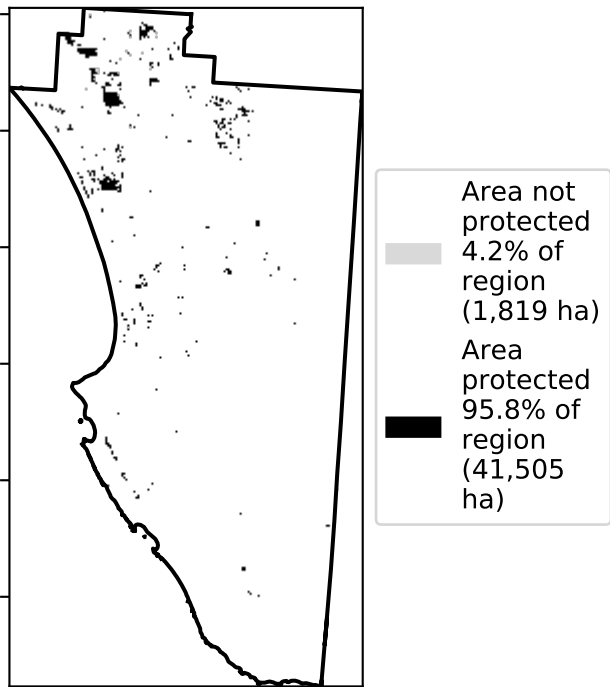 Area not
protected
4.2% of
region
(1,819 ha)
Area
protected
95.8% of
region
(41,505
ha)